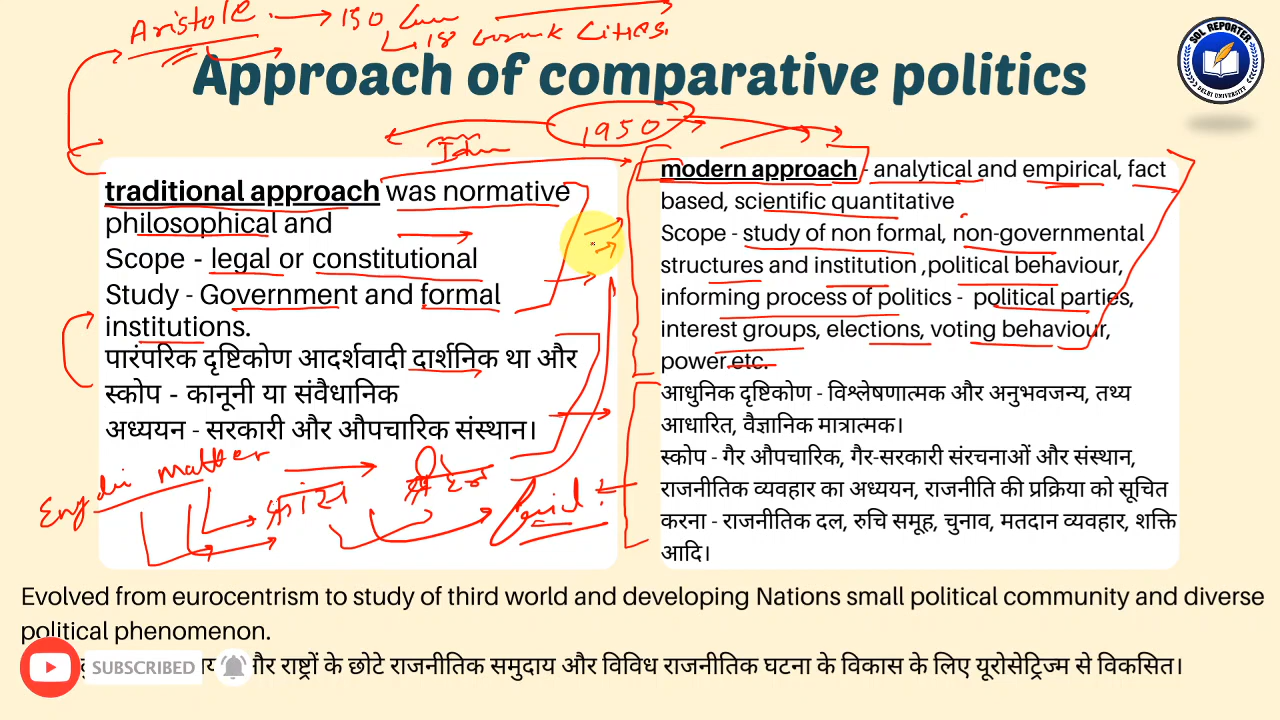 Aristole → 150
↳ 18 Cities.
SOL REPORTER
DELHI UNIVERSITY
Approach of comparative politics
1950
traditional approach was normative
philosophical and
Scope - legal or constitutional
Study - Government and formal
institutions.
पारंपरिक दृष्टिकोण आदर्शवादी दार्शनिक था और
स्कोप - कानूनी या संवैधानिक
अध्ययन - सरकारी और औपचारिक संस्थान।
matter
फ्रांस
modern approach - analytical and empirical, fact
based, scientific quantitative
Scope - study of non formal, non-governmental
structures and institution ,political behaviour,
informing process of politics - political parties,
interest groups, elections, voting behaviour,
power etc.
आधुनिक दृष्टिकोण - विश्लेषणात्मक और अनुभवजन्य, तथ्य
आधारित, वैज्ञानिक मात्रात्मक।
स्कोप - गैर औपचारिक, गैर-सरकारी संरचनाओं और संस्थान,
राजनीतिक व्यवहार का अध्ययन, राजनीति की प्रक्रिया को सूचित
करना - राजनीतिक दल, रुचि समूह, चुनाव, मतदान व्यवहार, शक्ति
आदि।
Evolved from eurocentrism to study of third world and developing Nations small political community and diverse
political phenomenon.
और राष्ट्रों के छोटे राजनीतिक समुदाय और विविध राजनीतिक घटना के विकास के लिए यूरोसेट्रिज्म से विकसित।
SUBSCRIBED